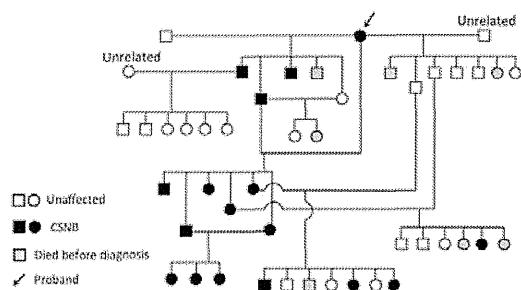 Unrelated
Unrelated
Unaffected
CSNB
Died before diagnosis
Proband